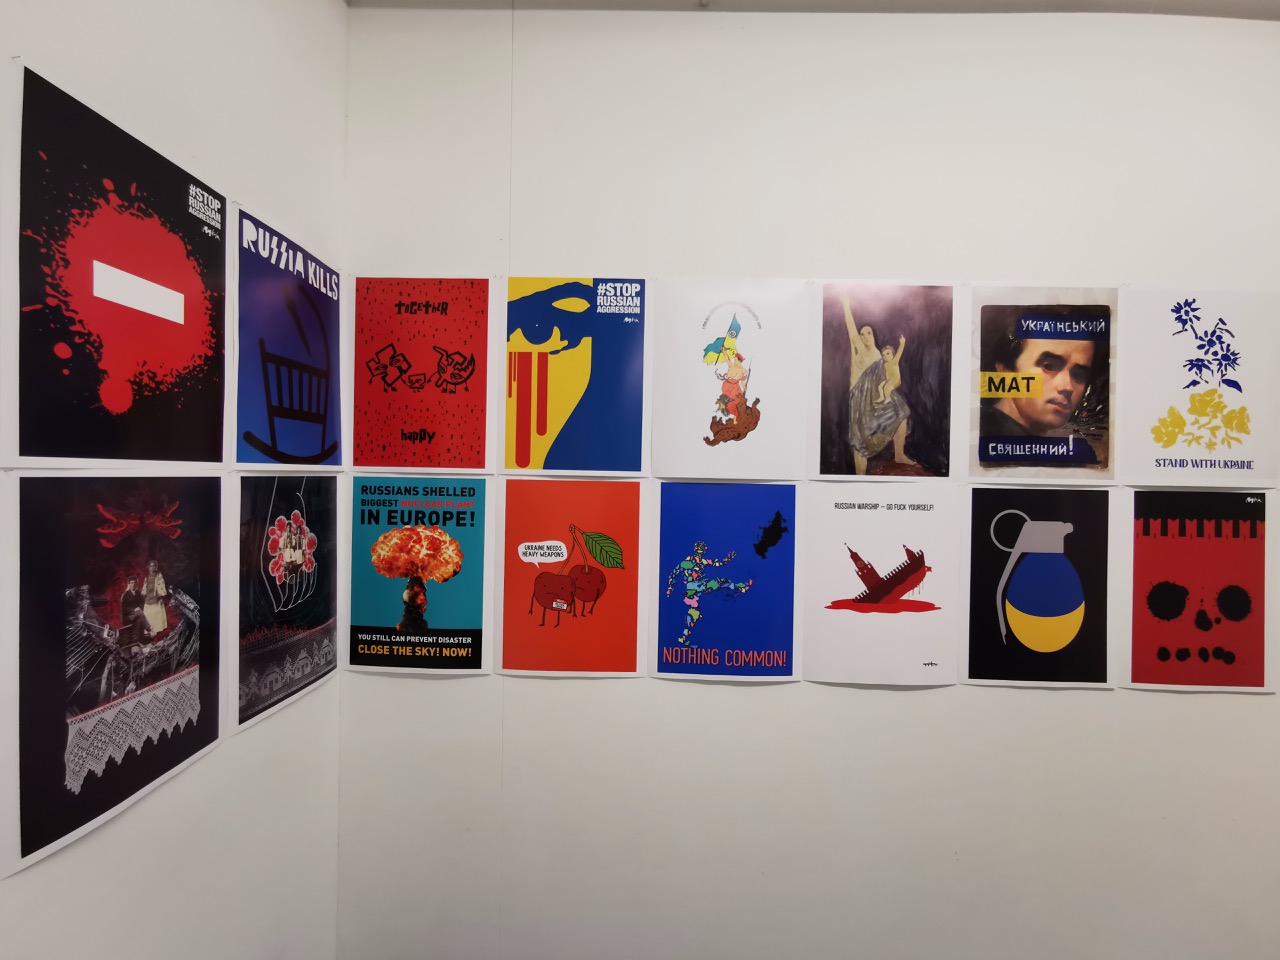 #STOP
RUSSIAN
AGGRESSION
RUSSIA KILLS
TOGETHER
happy
#STOP
RUSSIAN
AGGRESSION
УКРАЇНСЬКИЙ
МАТ
СВЯЩЕННИЙ!
STAND WITH UKRAINE
RUSSIANS SHELLED
BIGGEST NUCLEAR PLANT
IN EUROPE!
YOU STILL CAN PREVENT DISASTER
CLOSE THE SKY! NOW!
UKRAINE NEEDS
HEAVY WEAPONS
NOTHING COMMON!
RUSSIAN WARSHIP – GO FUCK YOURSELF!